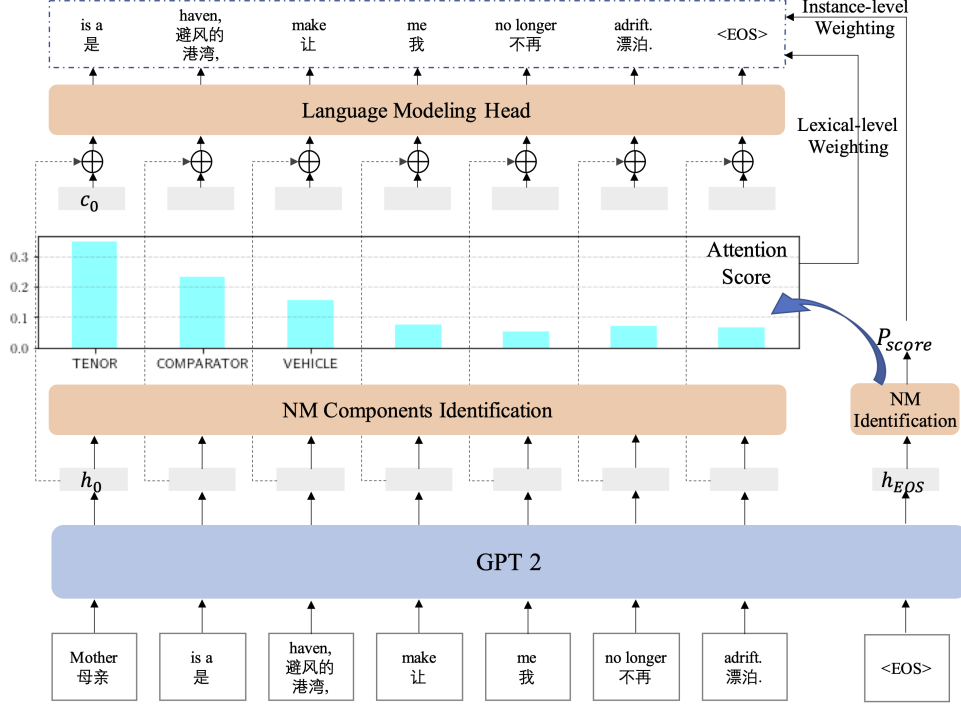 is a
是
haven,
避风的
港湾,
make
让
me
我
no longer
不再
adrift.
漂泊.
<EOS>
Instance-level
Weighting
Language Modeling Head
Lexical-level
Weighting
c₀
Attention
Score
0.3
0.2
0.1
0.0
TENOR
COMPARATOR
VEHICLE
P_score
NM Components Identification
NM
Identification
h₀
h_EOS
GPT 2
Mother
母亲
is a
是
haven,
避风的
港湾,
make
让
me
我
no longer
不再
adrift.
漂泊.
<EOS>